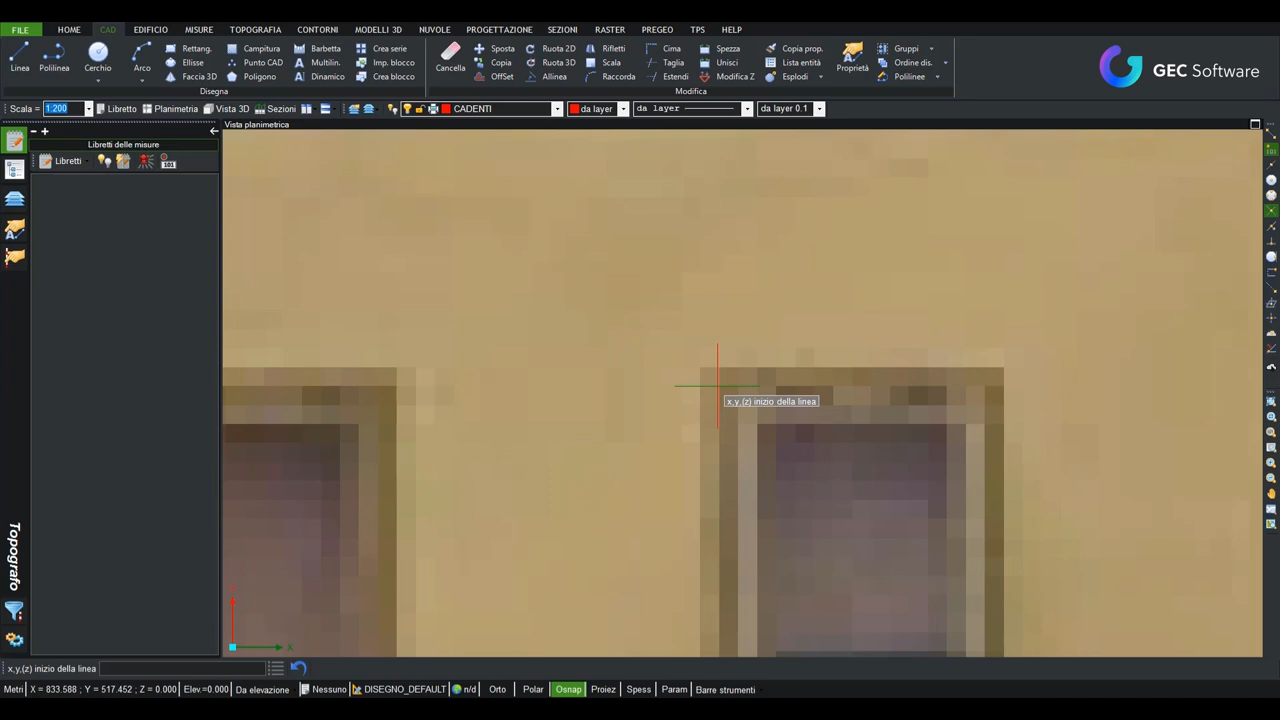 FILE HOME CAD EDIFICIO MISURE TOPOGRAFIA CONTORNI MODELLI 3D NUVOLE PROGETTAZIONE SEZIONI RASTER PREGEO TPS HELP
Rettang. Campitura Barbetta Crea serie Sposta Ruota 2D Rifletti Cima Spezza Copia prop. Gruppi
Linea Polilinea Cerchio Arco Ellisse Punto CAD Multilin. Imp. blocco Cancella Copia Ruota 3D Scala Taglia Unisci Lista entità Proprietà Ordine dis.
Faccia 3D Poligono Dinamico Crea blocco OffSet Allinea Raccorda Estendi Modifica Z Esplodi Polilinee
Disegna Modifica
GEC Software
Scala = 1:200 Libretto Planimetria Vista 3D Sezioni CADENTI da layer da layer da layer 0.1
Vista planimetrica
Libretti delle misure
Libretti
101
x,y,(z) inizio della linea
Topografo
X
x,y,(z) inizio della linea
Metri X = 833.588 ; Y = 517.452 ; Z = 0.000 Elev.=0.000 Da elevazione Nessuno DISEGNO_DEFAULT n/d Orto Polar Osnap Proiez Spess Param Barre strumenti